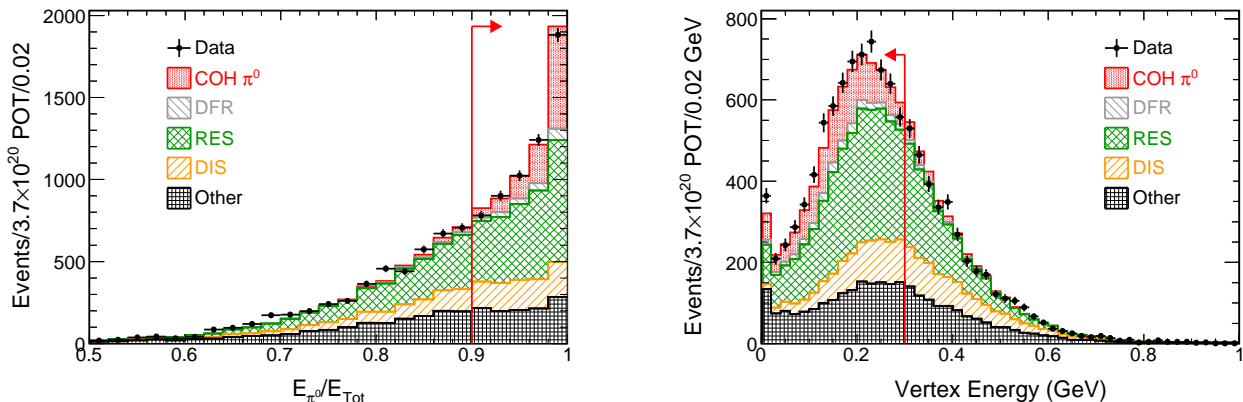 Events/3.7×10²⁰ POT/0.02
2000
1500
1000
500
0
Data
COH π⁰
DFR
RES
DIS
Other
0.5 0.6 0.7 0.8 0.9 1
E_π⁰/E_Tot
Events/3.7×10²⁰ POT/0.02 GeV
800
600
400
200
0
Data
COH π⁰
DFR
RES
DIS
Other
0 0.2 0.4 0.6 0.8 1
Vertex Energy (GeV)